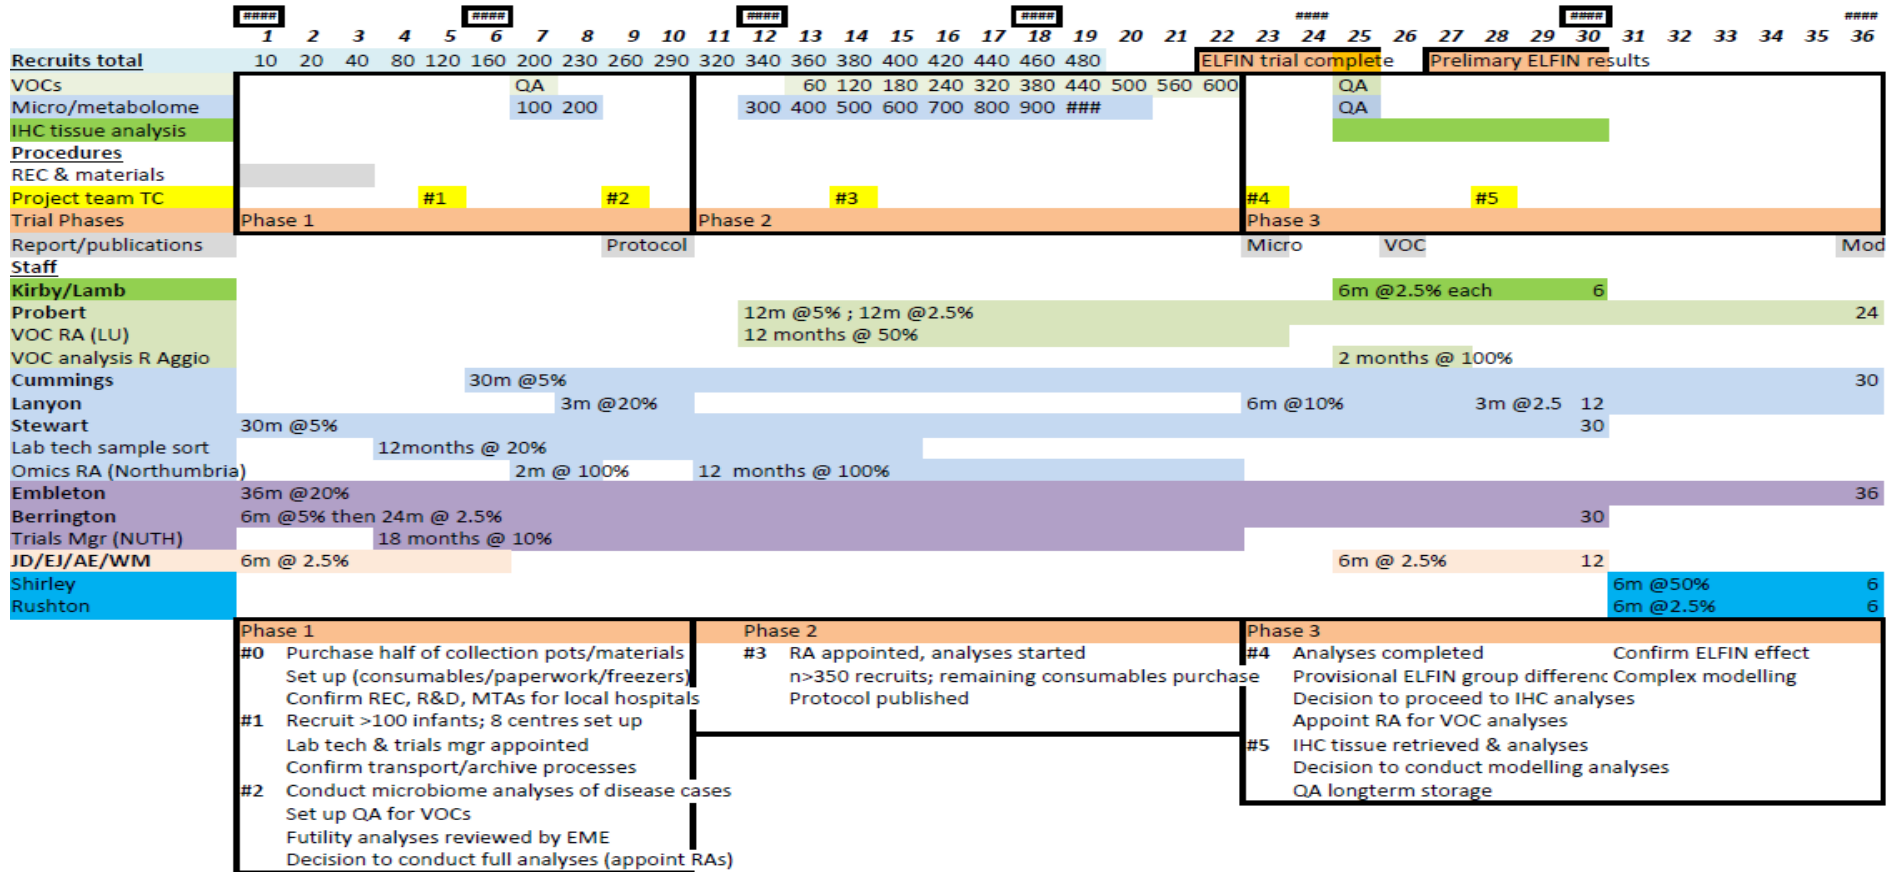 #### #### #### #### #### #### ####
1 2 3 4 5 6 7 8 9 10 11 12 13 14 15 16 17 18 19 20 21 22 23 24 25 26 27 28 29 30 31 32 33 34 35 36
Recruits total 10 20 40 80 120 160 200 230 260 290 320 340 360 380 400 420 440 460 480 ELFIN trial complete Prelimary ELFIN results
VOCs QA 60 120 180 240 320 380 440 500 560 600 QA
Micro/metabolome 100 200 300 400 500 600 700 800 900 ### QA
IHC tissue analysis
Procedures
REC & materials
Project team TC #1 #2 #3 #4 #5
Trial Phases Phase 1 Phase 2 Phase 3
Report/publications Protocol Micro VOC Mod
Staff
Kirby/Lamb 6m @2.5% each 6
Probert 12m @5% ; 12m @2.5% 24
VOC RA (LU) 12 months @ 50%
VOC analysis R Aggio 2 months @ 100%
Cummings 30m @5% 30
Lanyon 3m @20% 6m @10% 3m @2.5 12
Stewart 30m @5% 30
Lab tech sample sort 12months @ 20%
Omics RA (Northumbria) 2m @ 100% 12 months @ 100%
Embleton 36m @20% 36
Berrington 6m @5% then 24m @ 2.5% 30
Trials Mgr (NUTH) 18 months @ 10%
JD/EJ/AE/WM 6m @ 2.5% 6m @ 2.5% 12
Shirley 6m @50% 6
Rushton 6m @2.5% 6
Phase 1 Phase 2 Phase 3
#0 Purchase half of collection pots/materials #3 RA appointed, analyses started #4 Analyses completed Confirm ELFIN effect
Set up (consumables/paperwork/freezers) n>350 recruits; remaining consumables purchase Provisional ELFIN group differenc Complex modelling
Confirm REC, R&D, MTAs for local hospitals Protocol published Decision to proceed to IHC analyses
#1 Recruit >100 infants; 8 centres set up Appoint RA for VOC analyses
Lab tech & trials mgr appointed #5 IHC tissue retrieved & analyses
Confirm transport/archive processes Decision to conduct modelling analyses
#2 Conduct microbiome analyses of disease cases QA longterm storage
Set up QA for VOCs
Futility analyses reviewed by EME
Decision to conduct full analyses (appoint RAs)